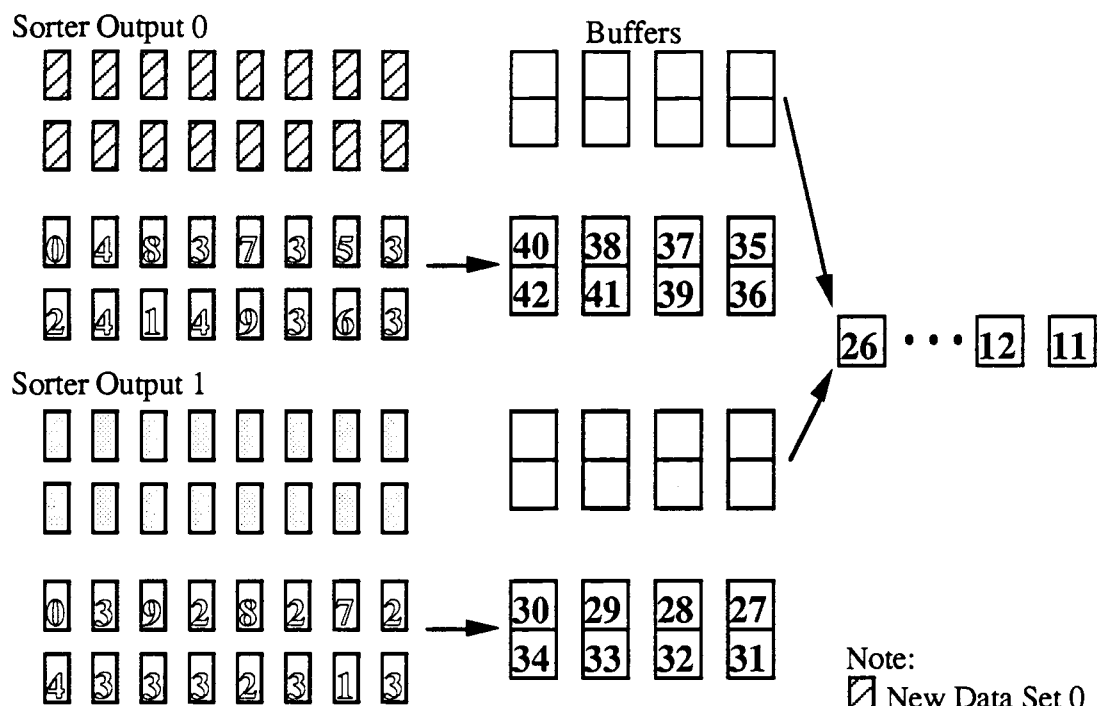 Sorter Output 0
Buffers
0 4 8 3 7 3 5 3
2 4 1 4 9 3 6 3
40 38 37 35
42 41 39 36
26 • • • 12 11
Sorter Output 1
0 3 9 2 8 2 7 2
4 3 3 3 2 3 1 3
30 29 28 27
34 33 32 31
Note:
New Data Set 0